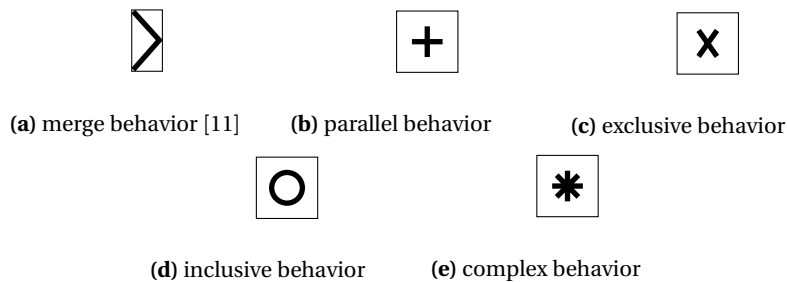 (a) merge behavior [11] (b) parallel behavior (c) exclusive behavior
(d) inclusive behavior (e) complex behavior